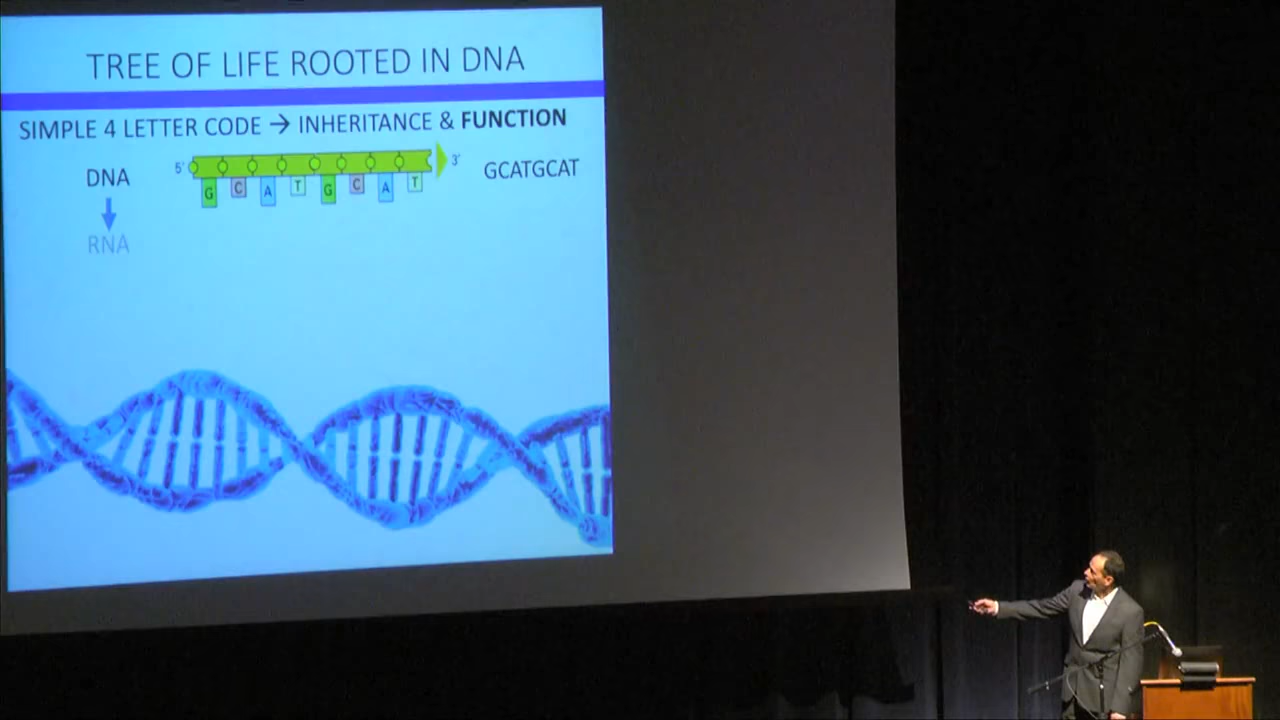 TREE OF LIFE ROOTED IN DNA
SIMPLE 4 LETTER CODE → INHERITANCE & FUNCTION
DNA
5' 3'
G C A T G C A T
GCATGCAT
RNA